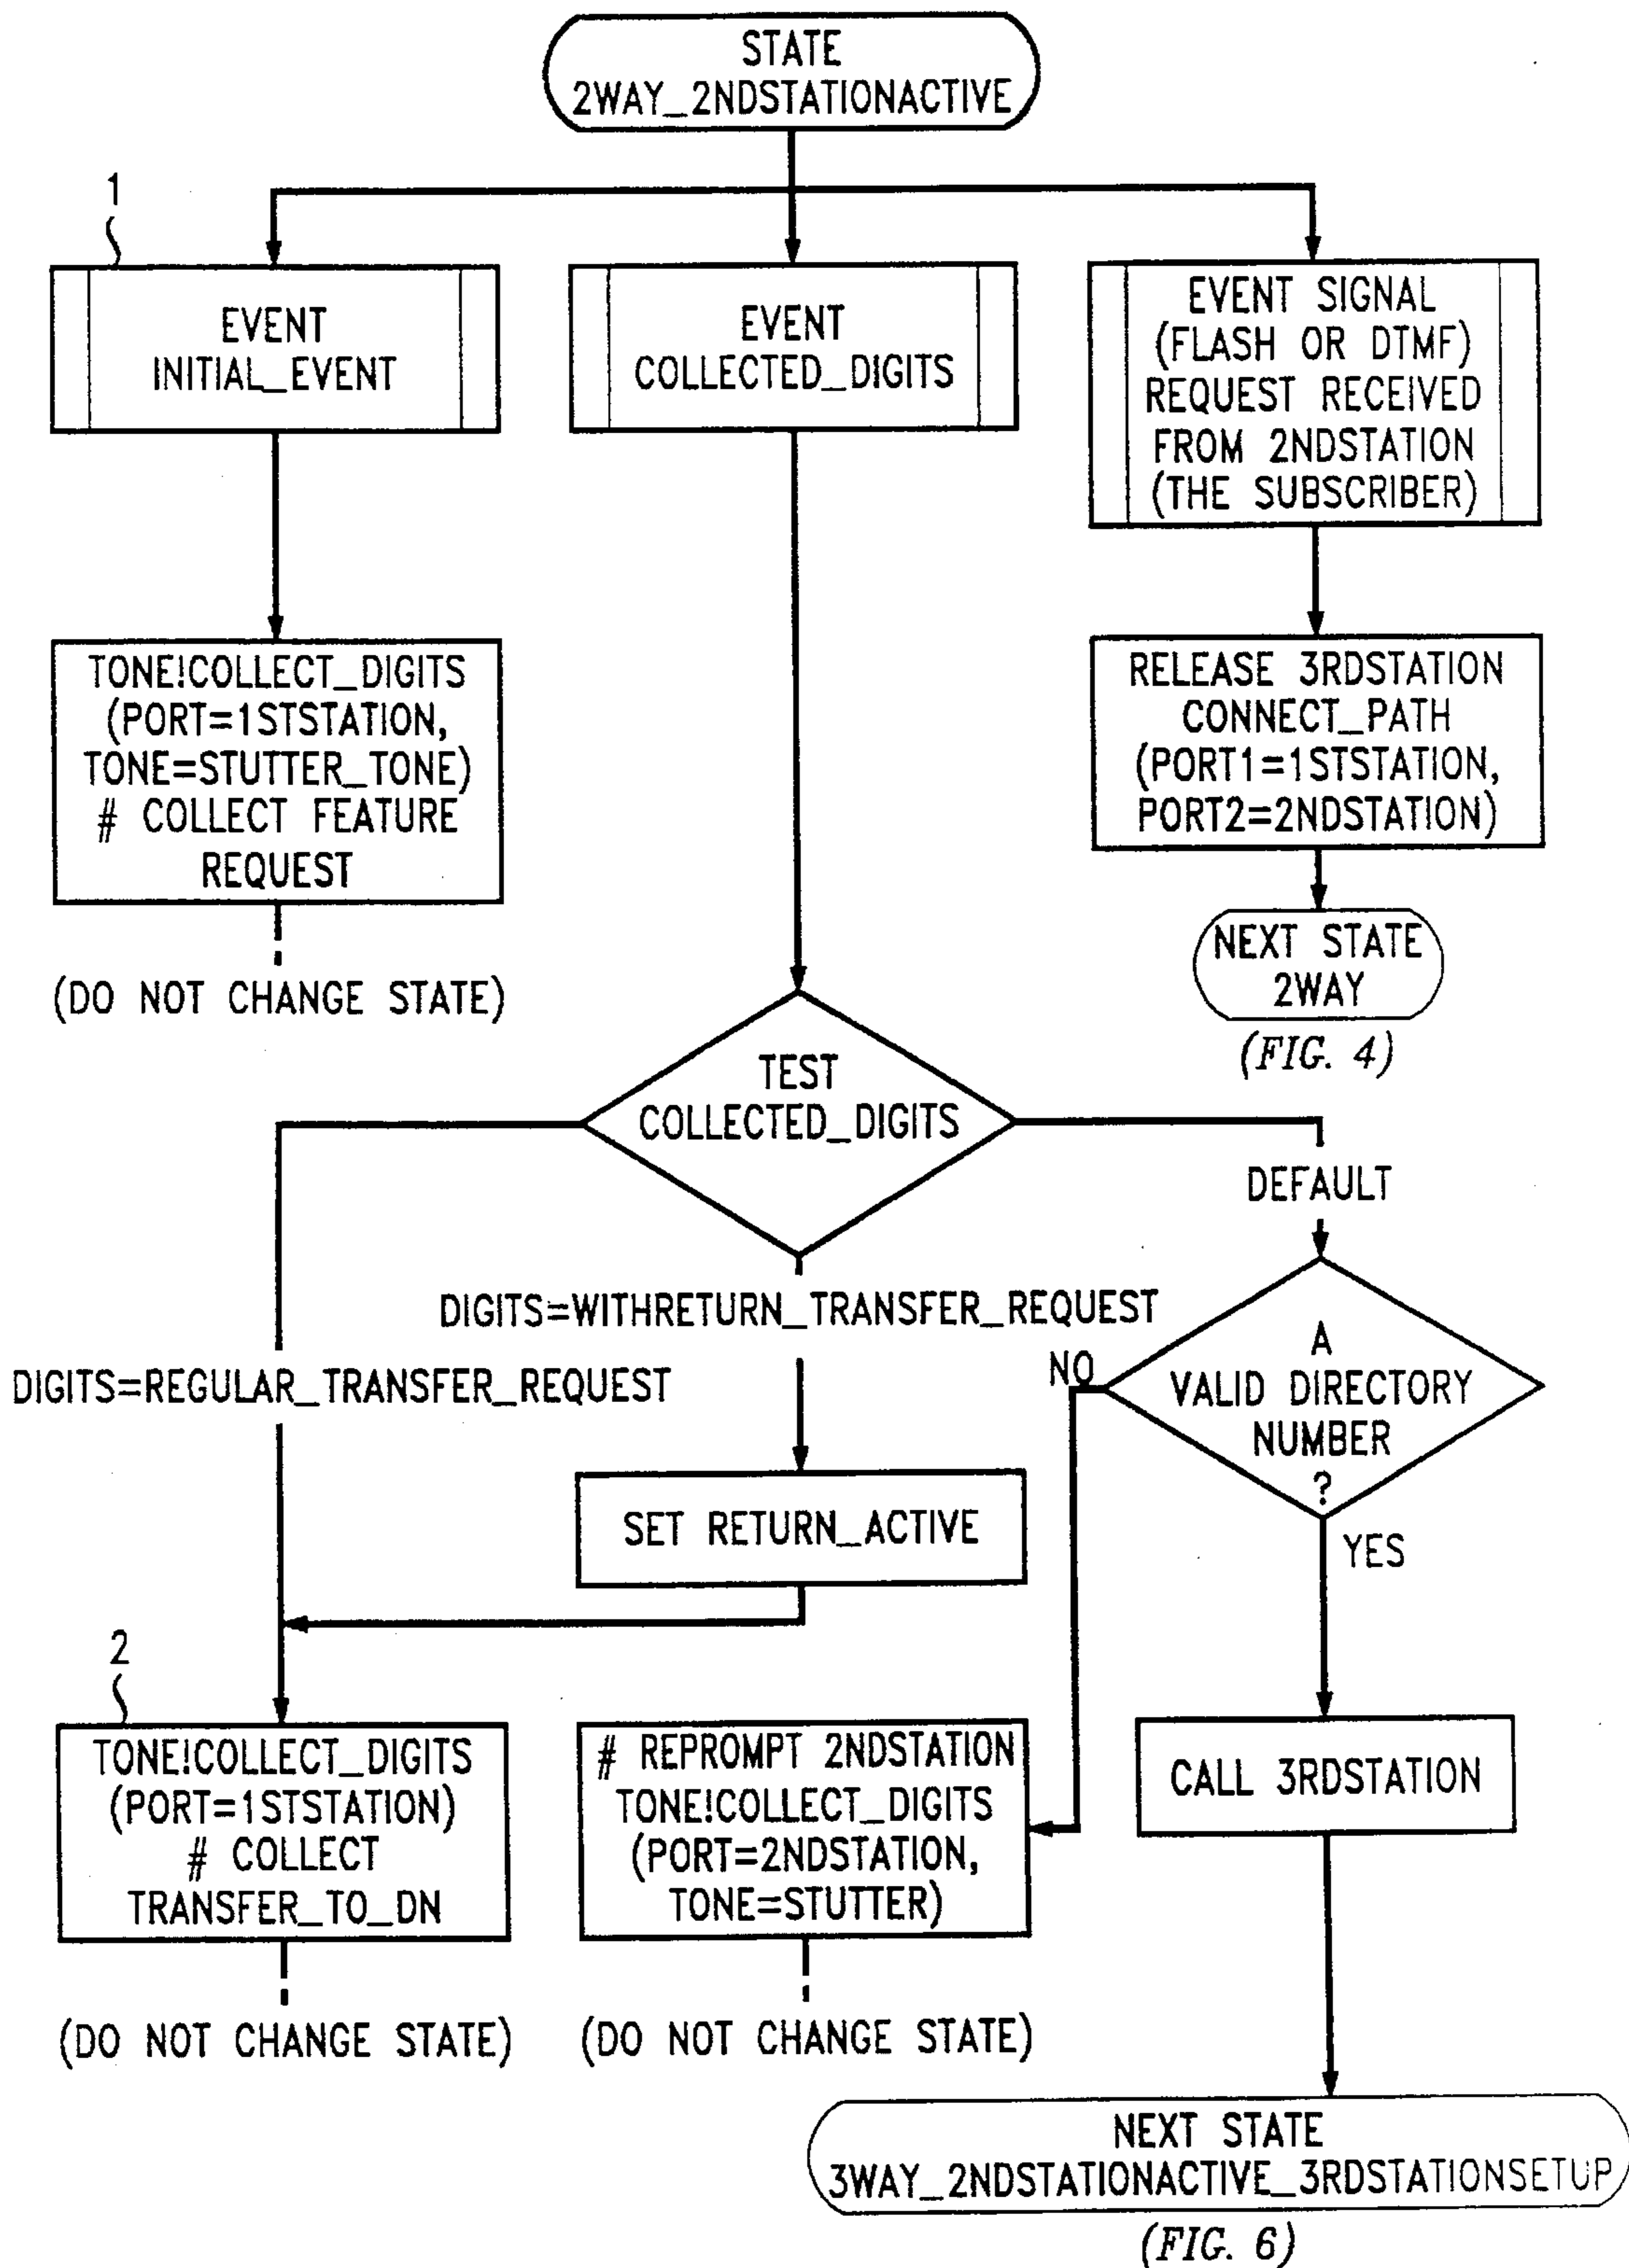 STATE
2WAY_2NDSTATIONACTIVE
1
EVENT
INITIAL_EVENT
EVENT
COLLECTED_DIGITS
EVENT SIGNAL
(FLASH OR DTMF)
REQUEST RECEIVED
FROM 2NDSTATION
(THE SUBSCRIBER)
TONE!COLLECT_DIGITS
(PORT=1STSTATION,
TONE=STUTTER_TONE)
# COLLECT FEATURE
REQUEST
(DO NOT CHANGE STATE)
RELEASE 3RDSTATION
CONNECT_PATH
(PORT1=1STSTATION,
PORT2=2NDSTATION)
NEXT STATE
2WAY
(FIG. 4)
TEST
COLLECTED_DIGITS
DEFAULT
DIGITS=WITHRETURN_TRANSFER_REQUEST
DIGITS=REGULAR_TRANSFER_REQUEST
NO
A
VALID DIRECTORY
NUMBER
?
YES
SET RETURN_ACTIVE
2
TONE!COLLECT_DIGITS
(PORT=1STSTATION)
# COLLECT
TRANSFER_TO_DN
(DO NOT CHANGE STATE)
# REPROMPT 2NDSTATION
TONE!COLLECT_DIGITS
(PORT=2NDSTATION,
TONE=STUTTER)
(DO NOT CHANGE STATE)
CALL 3RDSTATION
NEXT STATE
3WAY_2NDSTATIONACTIVE_3RDSTATIONSETUP
(FIG. 6)